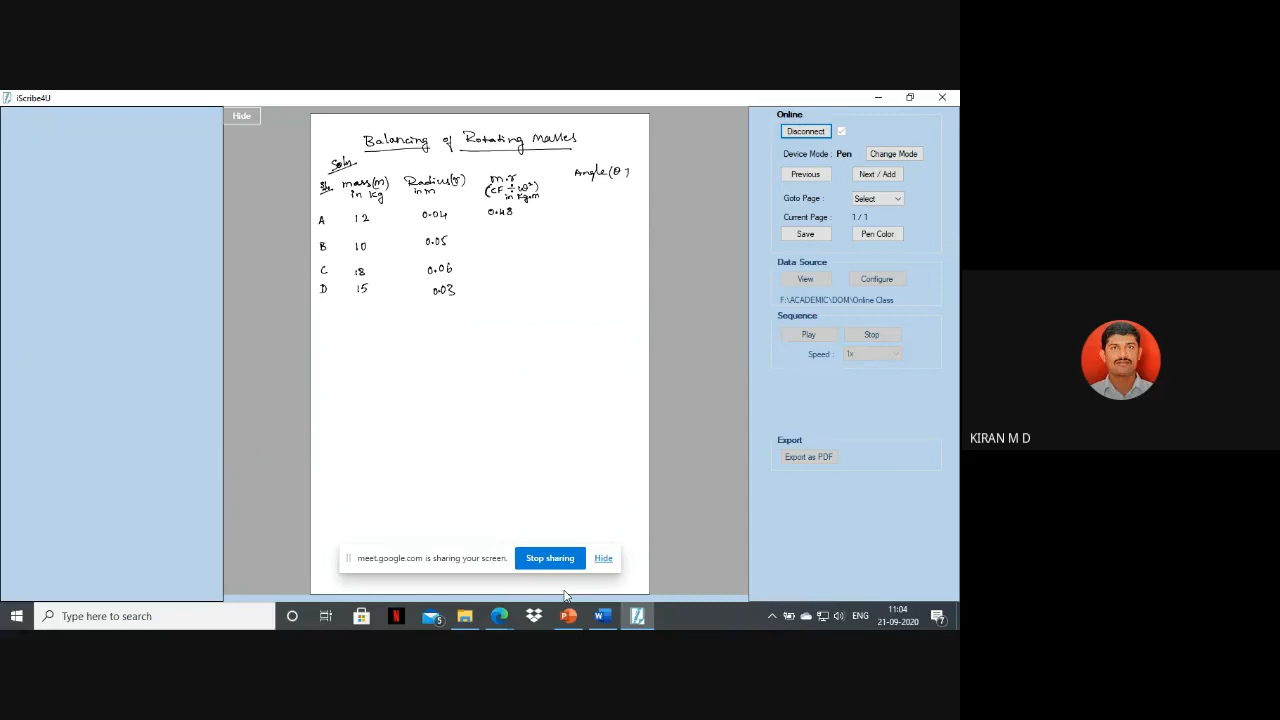 iScribe4U
Hide
Balancing of Rotating Masses
Soln
mass(m) in kg
Radius(r) in m
m.r (CF ÷ ω²) in kg.m
Angle(θ)
A 12 0.04 0.48
B 10 0.05
C 18 0.06
D 15 0.03
meet.google.com is sharing your screen. Stop sharing Hide
Online
Disconnect
Device Mode : Pen Change Mode
Previous Next / Add
Goto Page : Select
Current Page : 1 / 1
Save Pen Color
Data Source
View Configure
F:\ACADEMIC\DOM\Online Class
Sequence
Play Stop
Speed : 1x
Export
Export as PDF
KIRAN M D
Type here to search
5
ENG
11:04
21-09-2020
7